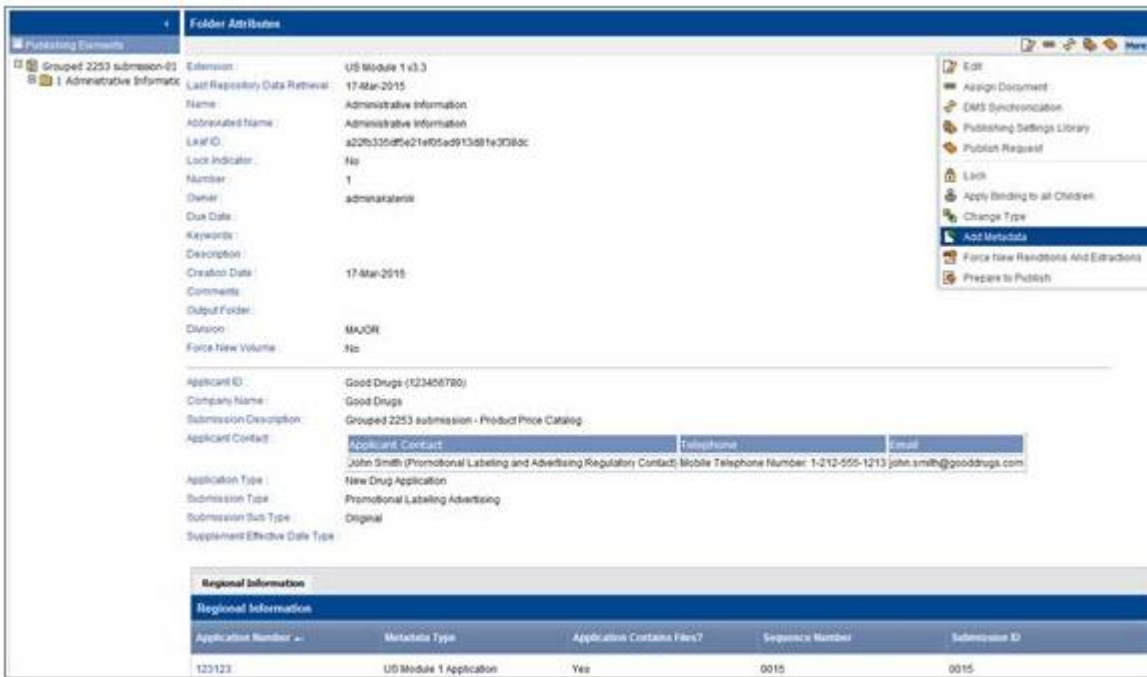 Folder Attributes
Publishing Elements
More
Grouped 2253 submission-01
1 Administrative Informatic
Extension :
US Module 1 v3.3
Last Repository Data Retrieval :
17-Mar-2015
Name :
Administrative Information
Abbreviated Name :
Administrative Information
Leaf ID :
Lock Indicator :
No
Number :
1
Owner :
Due Date :
Keywords :
Description :
Creation Date :
17-Mar-2015
Comments :
Output Folder :
Division :
MAJOR
Force New Volume :
No
Edit
Assign Document
DMS Synchronization
Publishing Settings Library
Publish Request
Lock
Apply Binding to all Children
Change Type
Add Metadata
Force New Renditions And Extractions
Prepare to Publish
Applicant ID :
Good Drugs (123456780)
Company Name :
Good Drugs
Submission Description :
Grouped 2253 submission - Product Price Catalog
Applicant Contact :
Applicant Contact Telephone Email
John Smith (Promotional Labeling and Advertising Regulatory Contact) Mobile Telephone Number: 1-212-555-1213 john.smith@gooddrugs.com
Application Type :
New Drug Application
Submission Type :
Promotional Labeling Advertising
Submission Sub Type :
Original
Supplement Effective Date Type :
Regional Information
Regional Information
Application Number Metadata Type Application Contains Files? Sequence Number Submission ID
123123 US Module 1 Application Yes 0015 0015